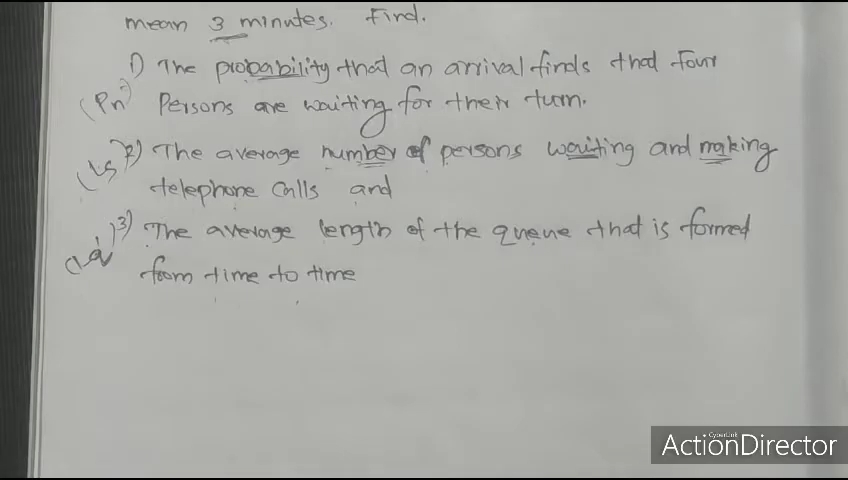 mean 3 minutes. Find.
1) The probability that an arrival finds that Four
(Pn) Persons are waiting for their turn.
(Ls) 2) The average number of persons waiting and making
telephone calls and
(Lq) 3) The average length of the queue that is formed
from time to time
CyberLink
ActionDirector